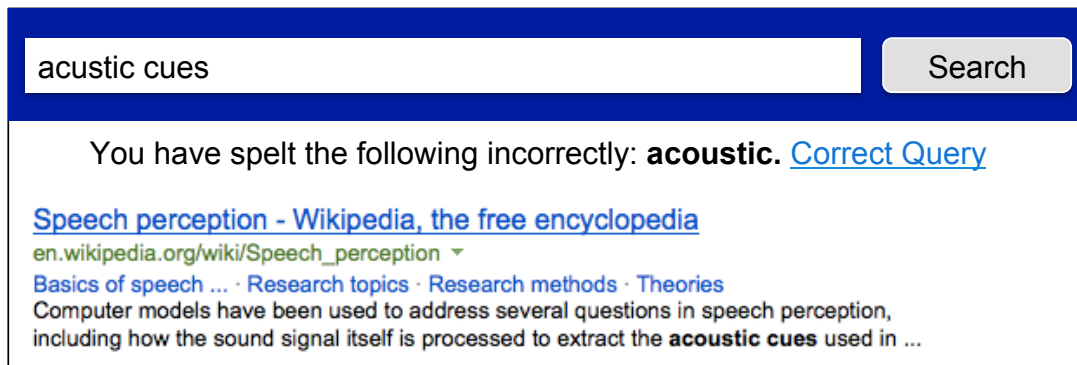 acustic cues
Search
You have spelt the following incorrectly: acoustic. Correct Query
Speech perception - Wikipedia, the free encyclopedia
en.wikipedia.org/wiki/Speech_perception
Basics of speech ... · Research topics · Research methods · Theories
Computer models have been used to address several questions in speech perception,
including how the sound signal itself is processed to extract the acoustic cues used in ...